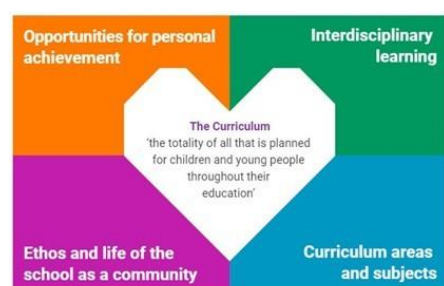 Opportunities for personal
achievement
Interdisciplinary
learning
The Curriculum
'the totality of all that is planned
for children and young people
throughout their
education'
Ethos and life of the
school as a community
Curriculum areas
and subjects